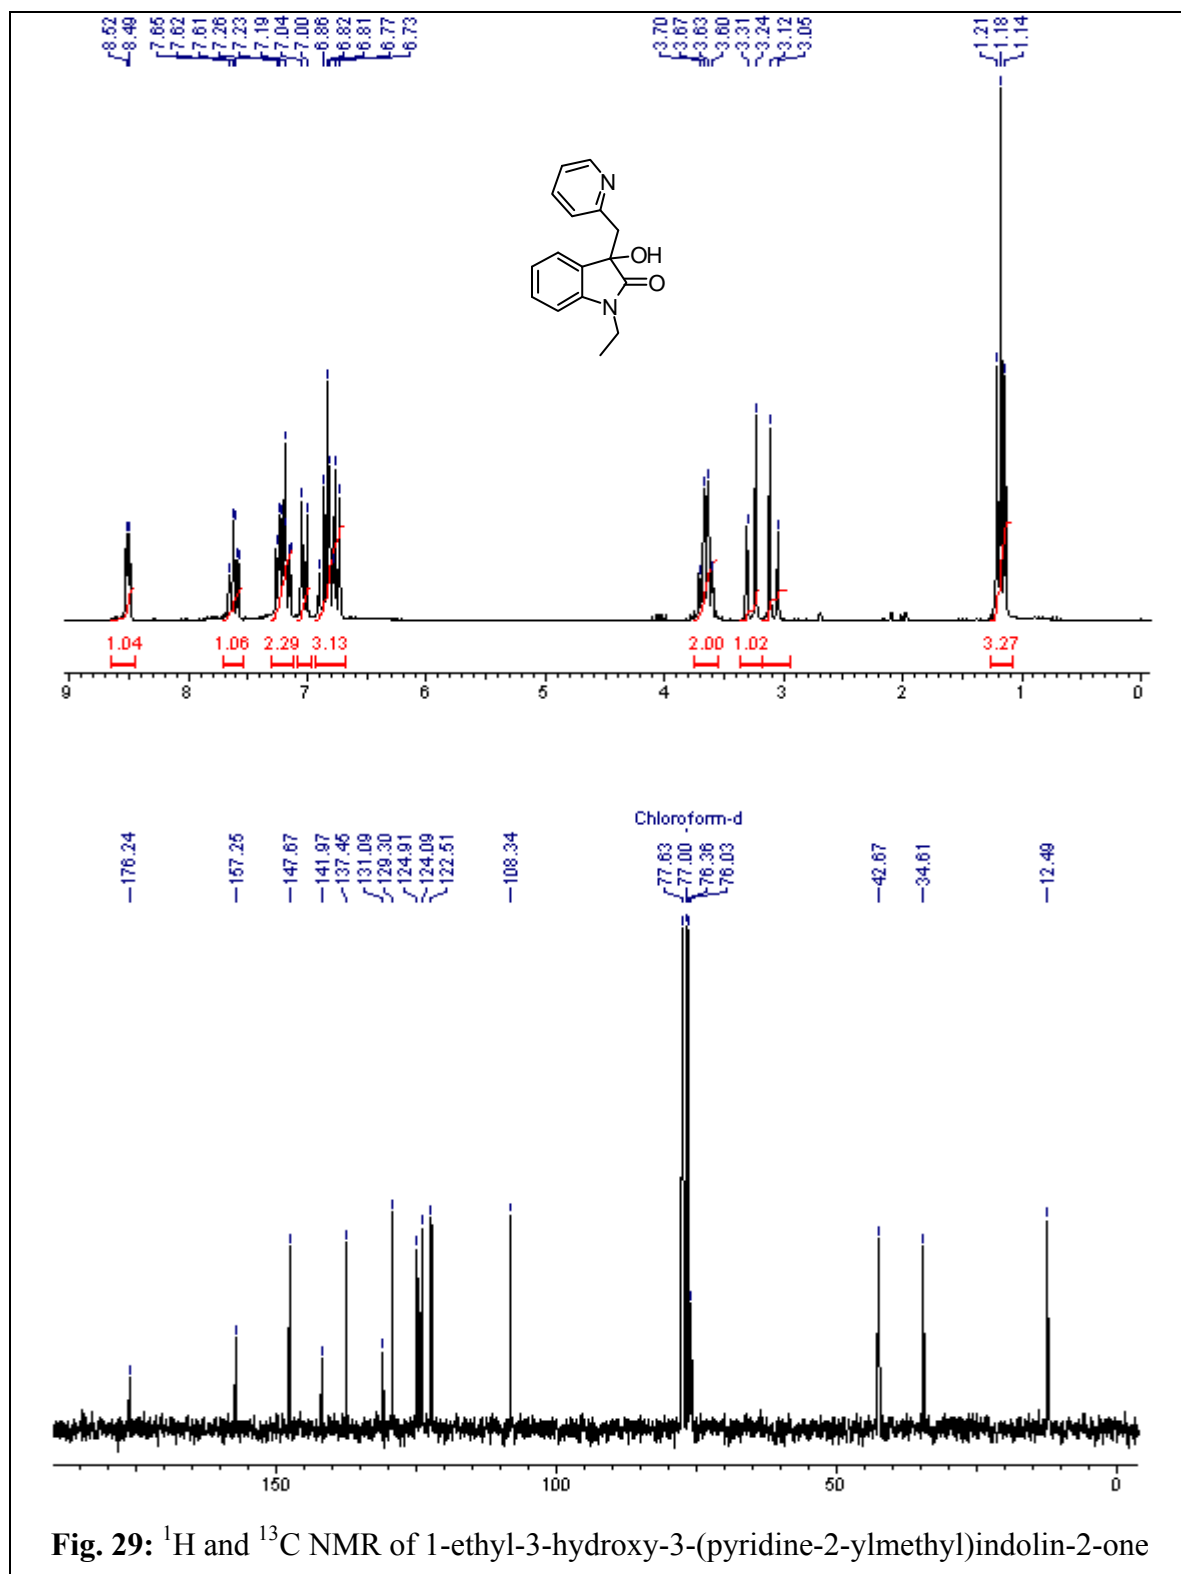 8.52 8.49 7.65 7.62 7.61 7.26 7.23 7.19 7.04 7.00 6.86 6.82 6.81 6.77 6.73 3.70 3.67 3.63 3.60 3.31 3.24 3.12 3.05 1.21 1.18 1.14
N
OH
O
N
1.04 1.06 2.29 3.13 2.00 1.02 3.27
9 8 7 6 5 4 3 2 1 0
Chloroform-d
176.24 157.25 147.67 141.97 137.45 131.09 129.30 124.91 124.09 122.51 108.34 77.63 77.00 76.36 76.03 42.67 34.61 12.49
150 100 50 0
Fig. 29: ¹H and ¹³C NMR of 1-ethyl-3-hydroxy-3-(pyridine-2-ylmethyl)indolin-2-one